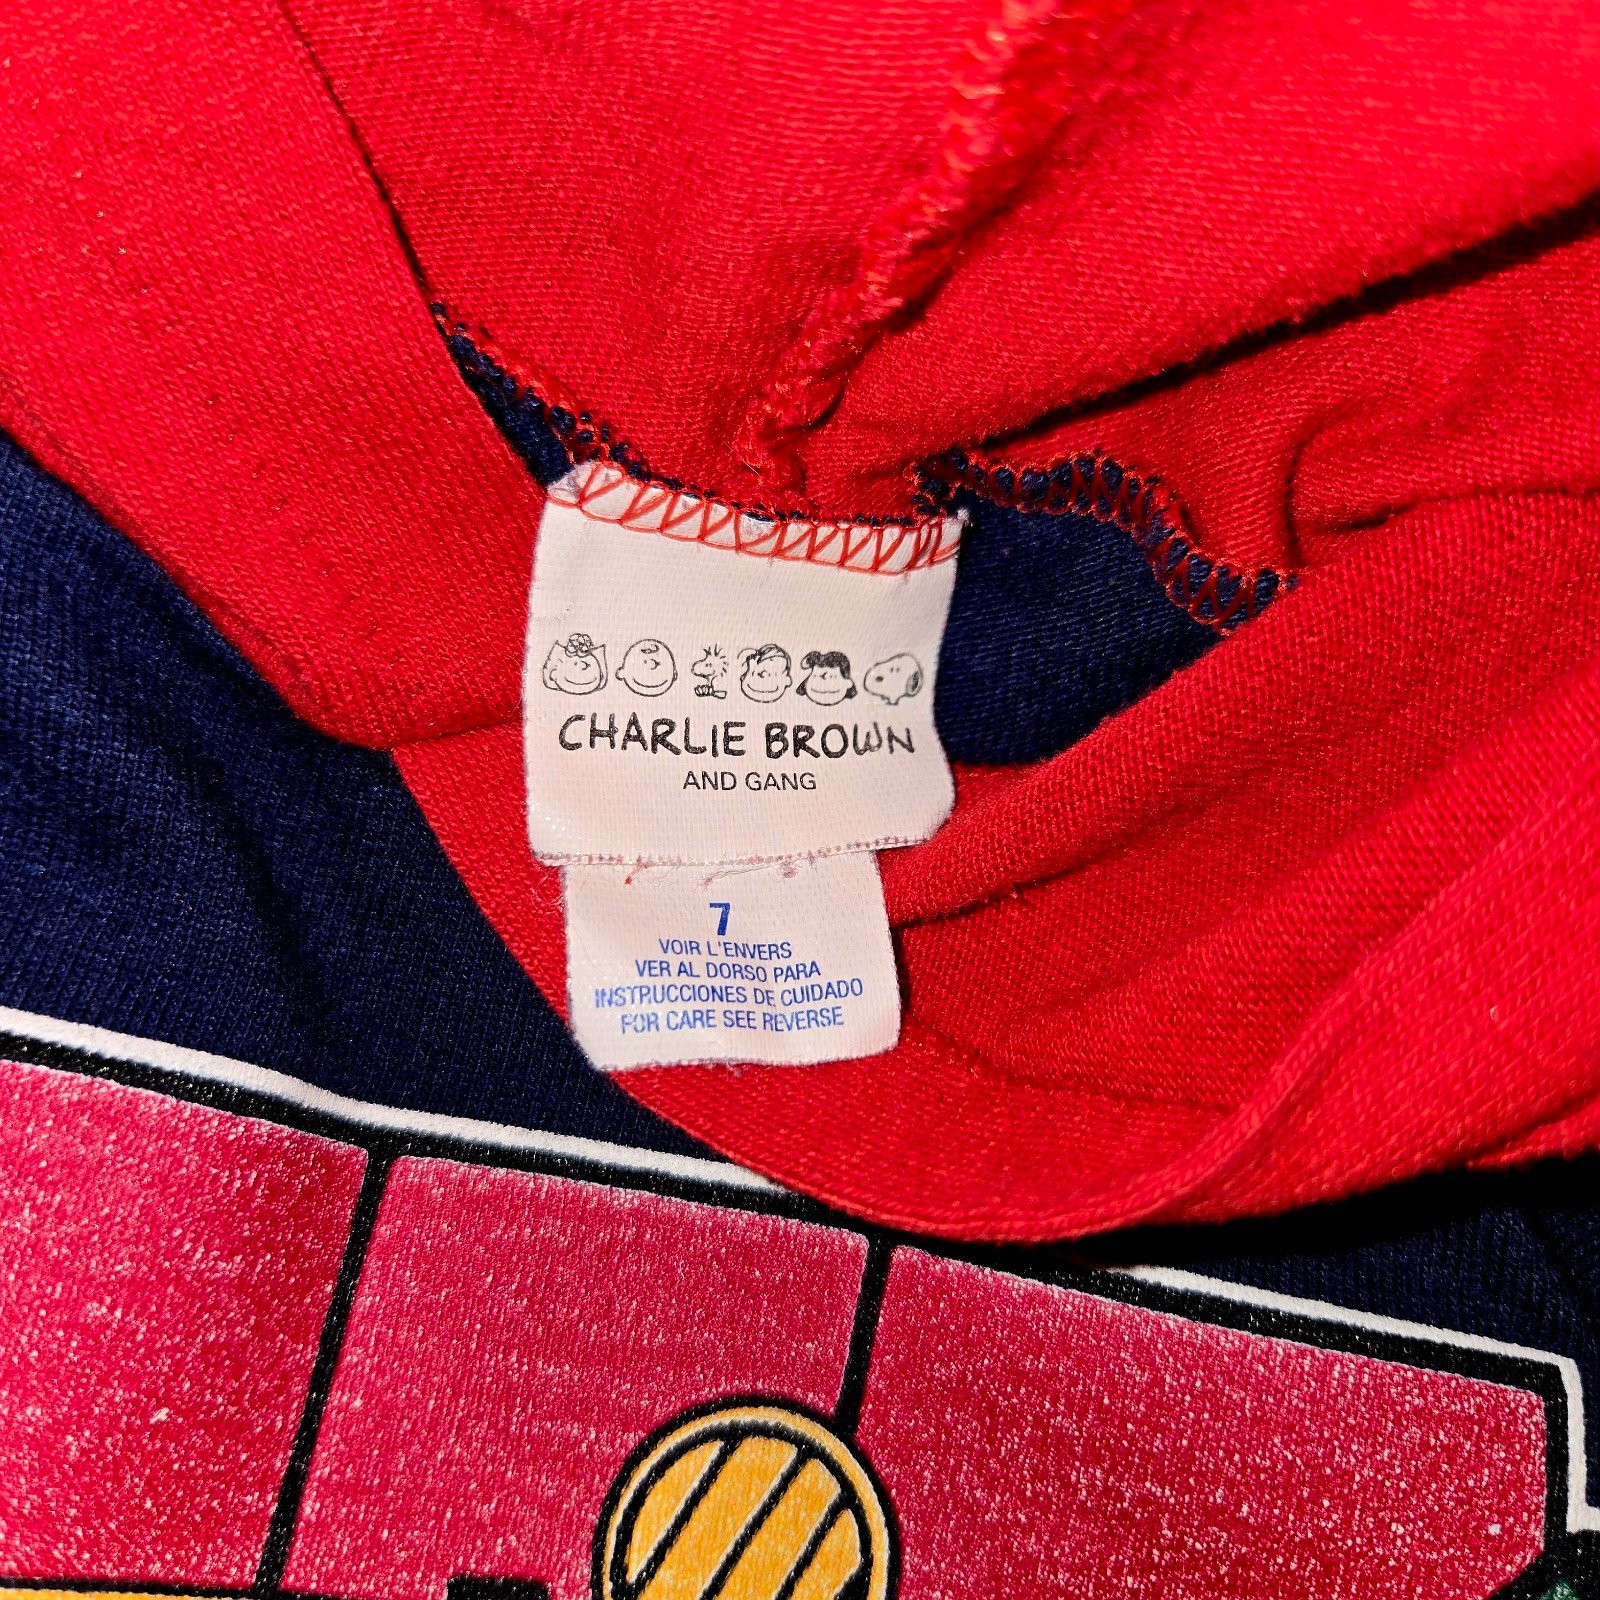 CHARLIE BROWN
AND GANG
7
VOIR L'ENVERS
VER AL DORSO PARA
INSTRUCCIONES DE CUIDADO
FOR CARE SEE REVERSE